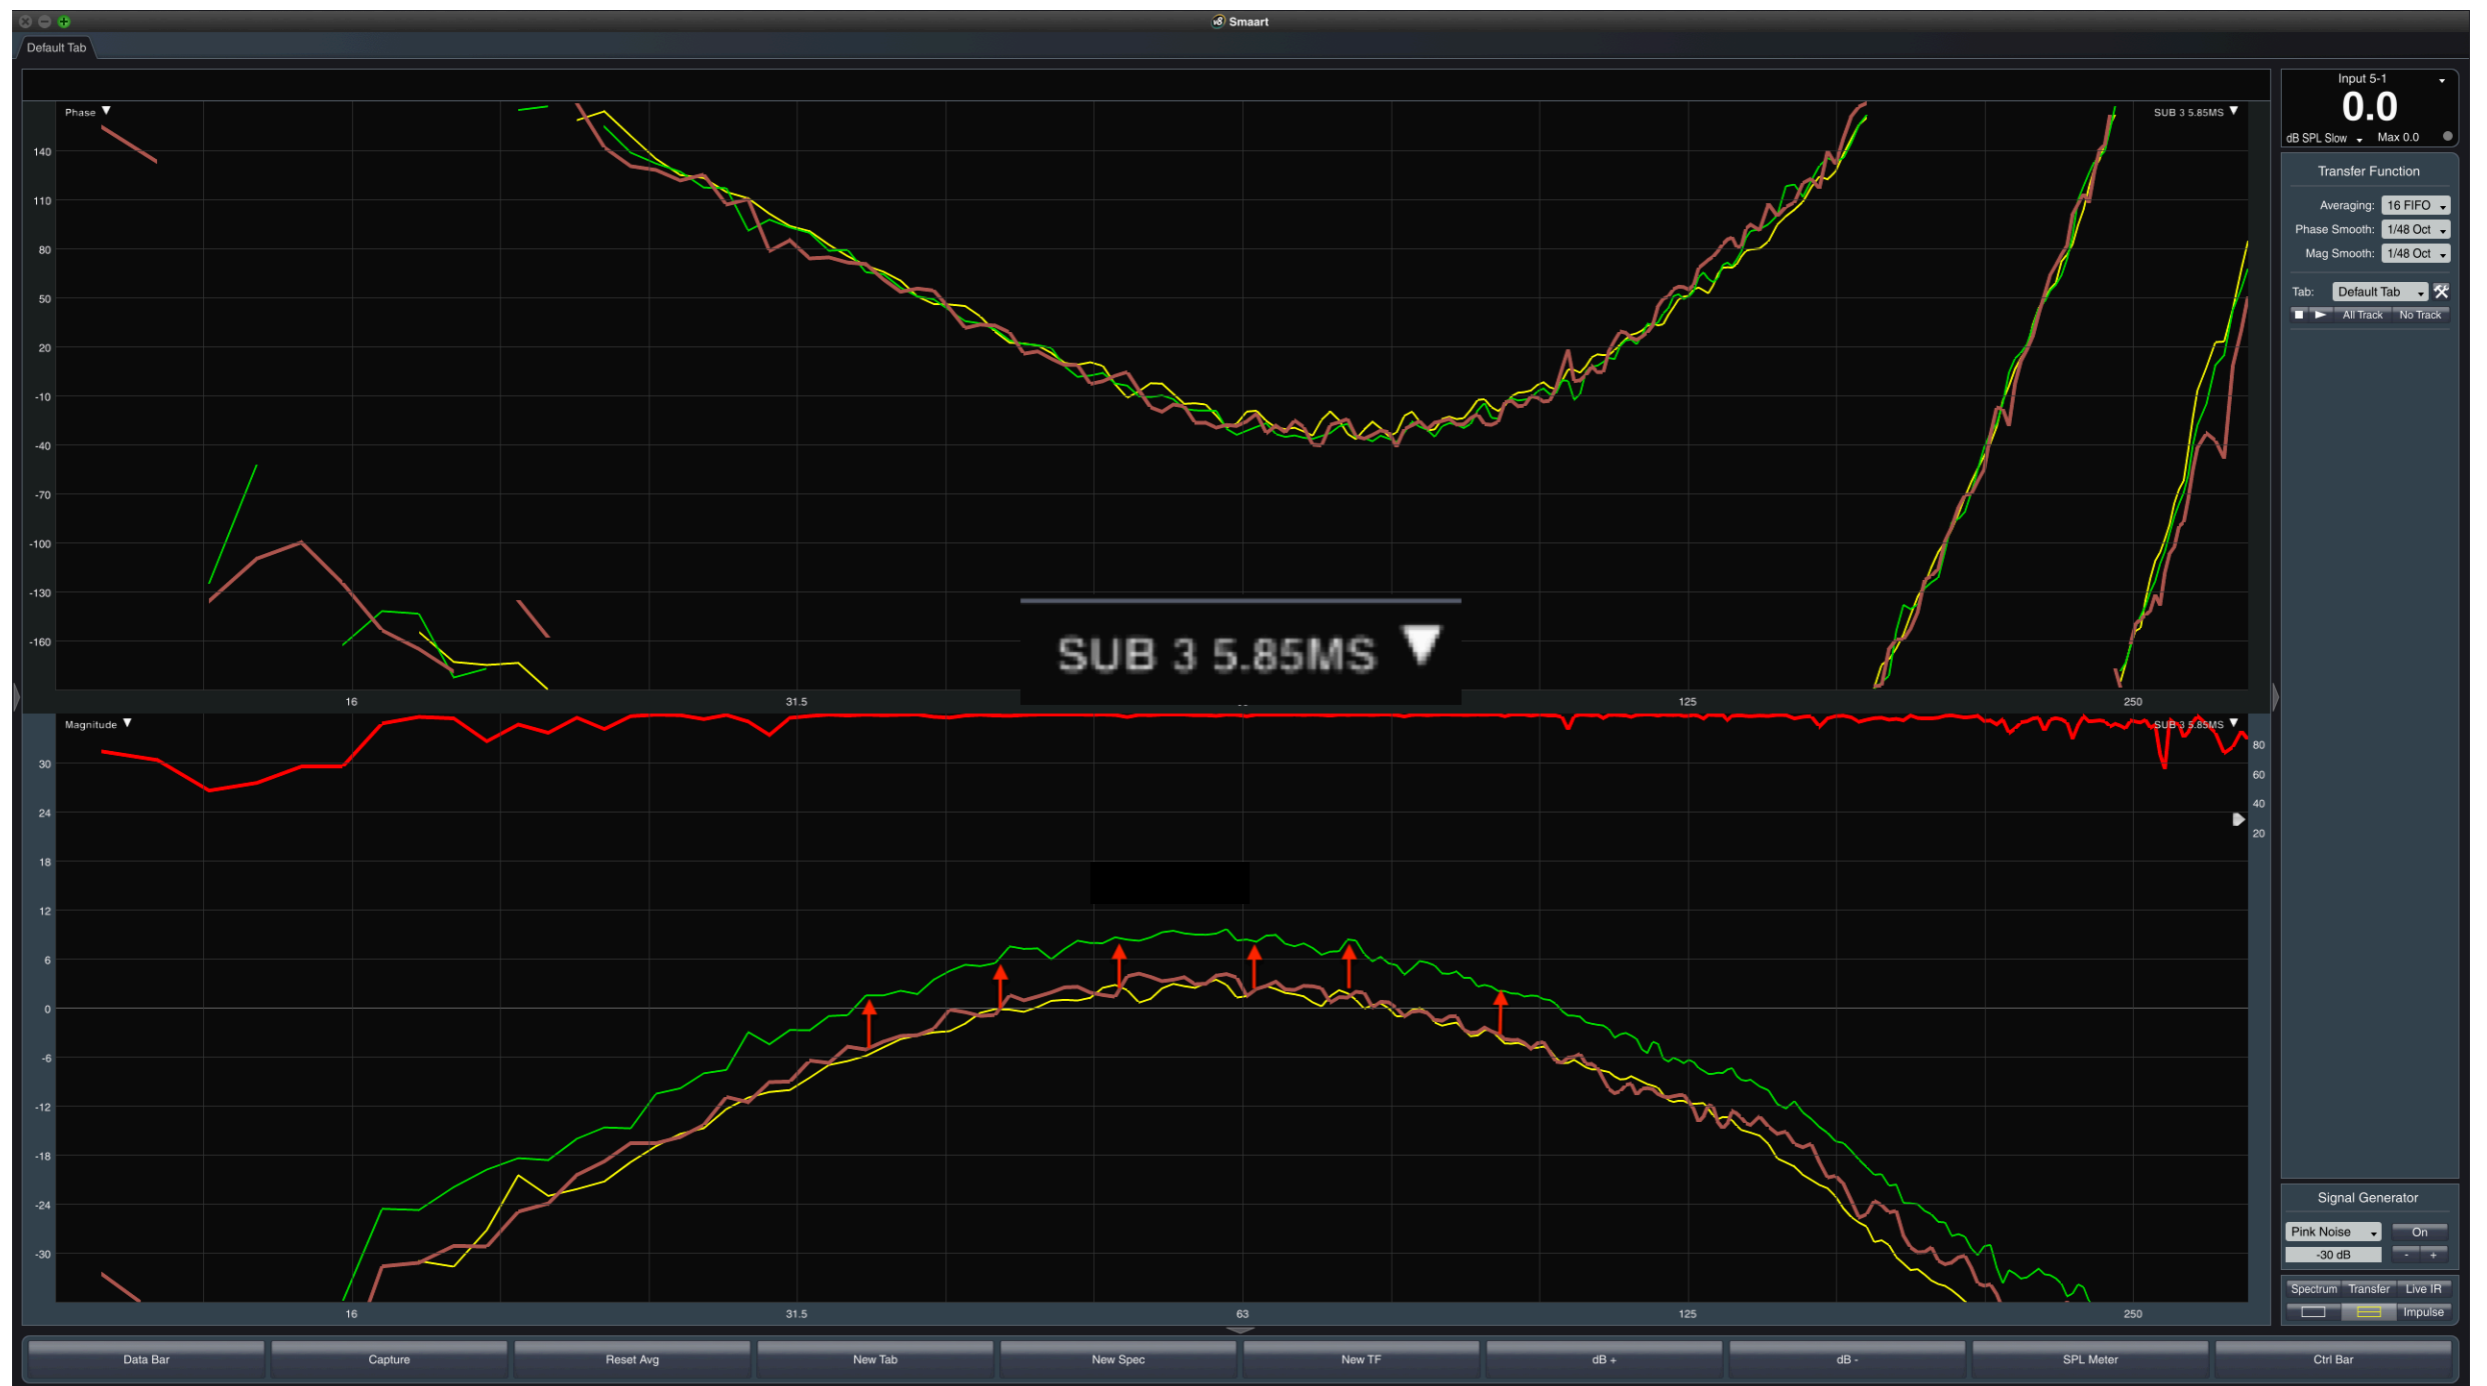 Smaart
Default Tab
Phase
SUB 3 5.85MS
140
110
80
50
20
-10
-40
-70
-100
-130
-160
SUB 3 5.85MS
16
31.5
125
250
Magnitude
SUB 3 5.85MS
30
24
18
12
6
0
-6
-12
-18
-24
-30
80
60
40
20
16
31.5
63
125
250
Input 5-1
0.0
dB SPL Slow
Max 0.0
Transfer Function
Averaging: 16 FIFO
Phase Smooth: 1/48 Oct
Mag Smooth: 1/48 Oct
Tab: Default Tab
All Track No Track
Signal Generator
Pink Noise On
-30 dB - +
Spectrum Transfer Live IR
Impulse
Data Bar Capture Reset Avg New Tab New Spec New TF dB + dB - SPL Meter Ctrl Bar